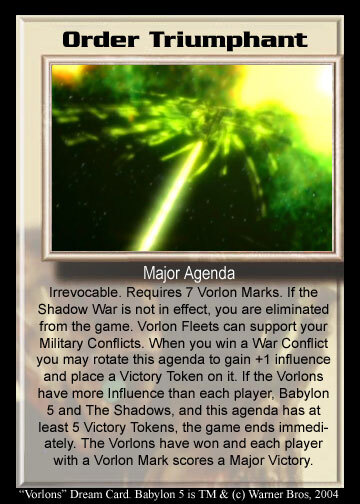 Order Triumphant
Major Agenda
Irrevocable. Requires 7 Vorlon Marks. If the
Shadow War is not in effect, you are eliminated
from the game. Vorlon Fleets can support your
Military Conflicts. When you win a War Conflict
you may rotate this agenda to gain +1 influence
and place a Victory Token on it. If the Vorlons
have more Influence than each player, Babylon
5 and The Shadows, and this agenda has at
least 5 Victory Tokens, the game ends immedi-
ately. The Vorlons have won and each player
with a Vorlon Mark scores a Major Victory.
“Vorlons” Dream Card. Babylon 5 is TM & (c) Warner Bros, 2004